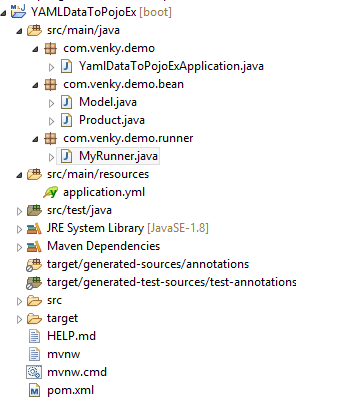 YAMLDataToPojoEx [boot]
src/main/java
com.venky.demo
YamlDataToPojoExApplication.java
com.venky.demo.bean
Model.java
Product.java
com.venky.demo.runner
MyRunner.java
src/main/resources
application.yml
src/test/java
JRE System Library [JavaSE-1.8]
Maven Dependencies
target/generated-sources/annotations
target/generated-test-sources/test-annotations
src
target
HELP.md
mvnw
mvnw.cmd
pom.xml